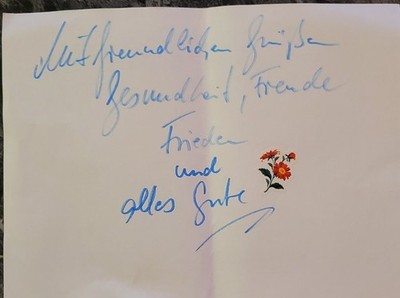 Mit freundlichen Grüßen
Gesundheit, Freude
Frieden
und
alles Gute